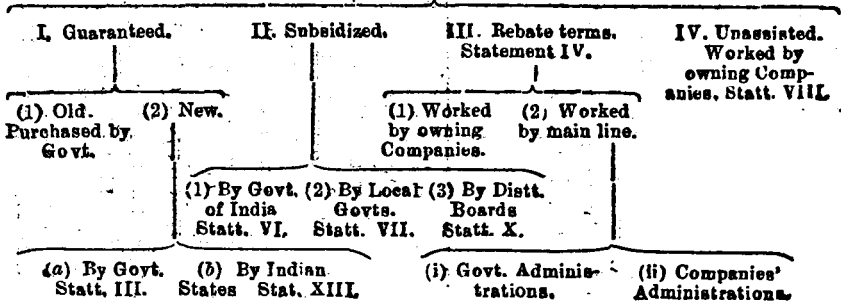 I. Guaranteed. II. Subsidized. III. Rebate terms. Statement IV. IV. Unassisted. Worked by owning Comp-anies, Statt. VIII.
(1) Old. Purchased by Govt. (2) New. (1) Worked by owning Companies. (2) Worked by main line.
(1) By Govt. of India Statt. VI. (2) By Local Govts. Statt. VII. (3) By Distt. Boards Statt. X.
(a) By Govt. Statt. III. (b) By Indian States Stat. XIII. (i) Govt. Adminis-trations. (ii) Companies' Administrations.